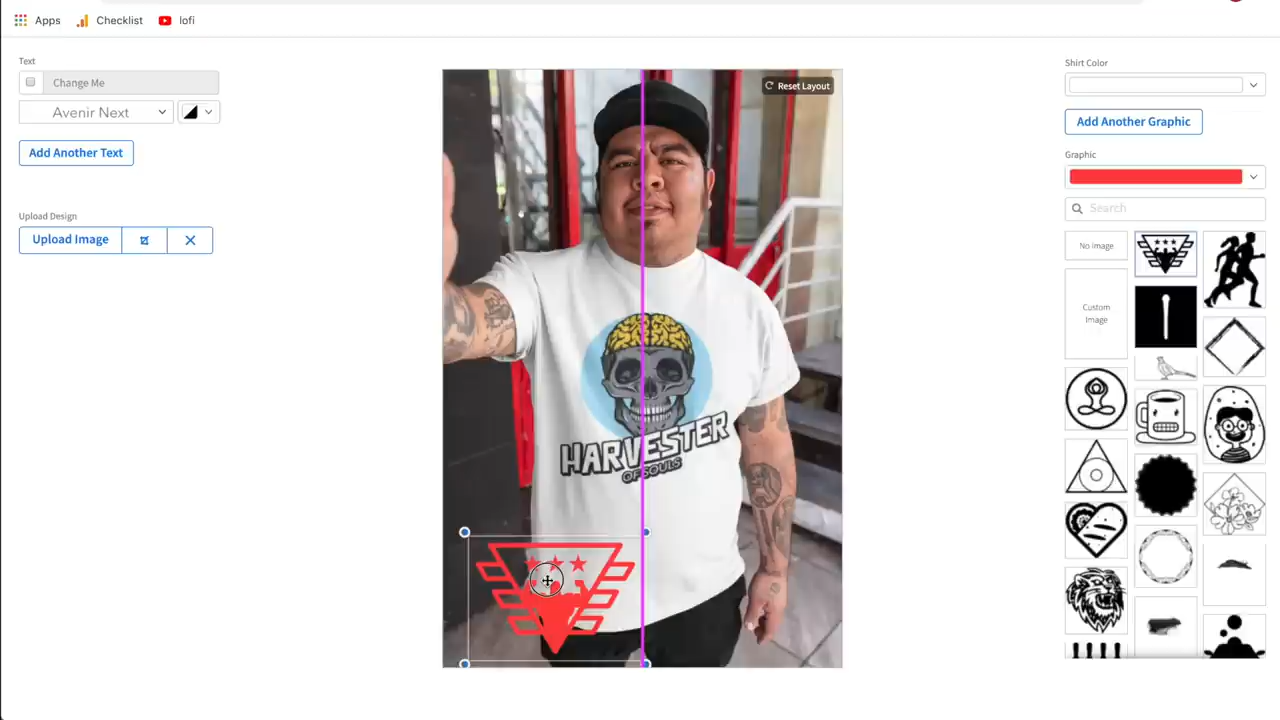 Apps
Checklist
lofi
Text
Change Me
Avenir Next
Add Another Text
Upload Design
Upload Image
Reset Layout
HARVESTER
OF SOULS
Shirt Color
Add Another Graphic
Graphic
Search
No Image
Custom
Image